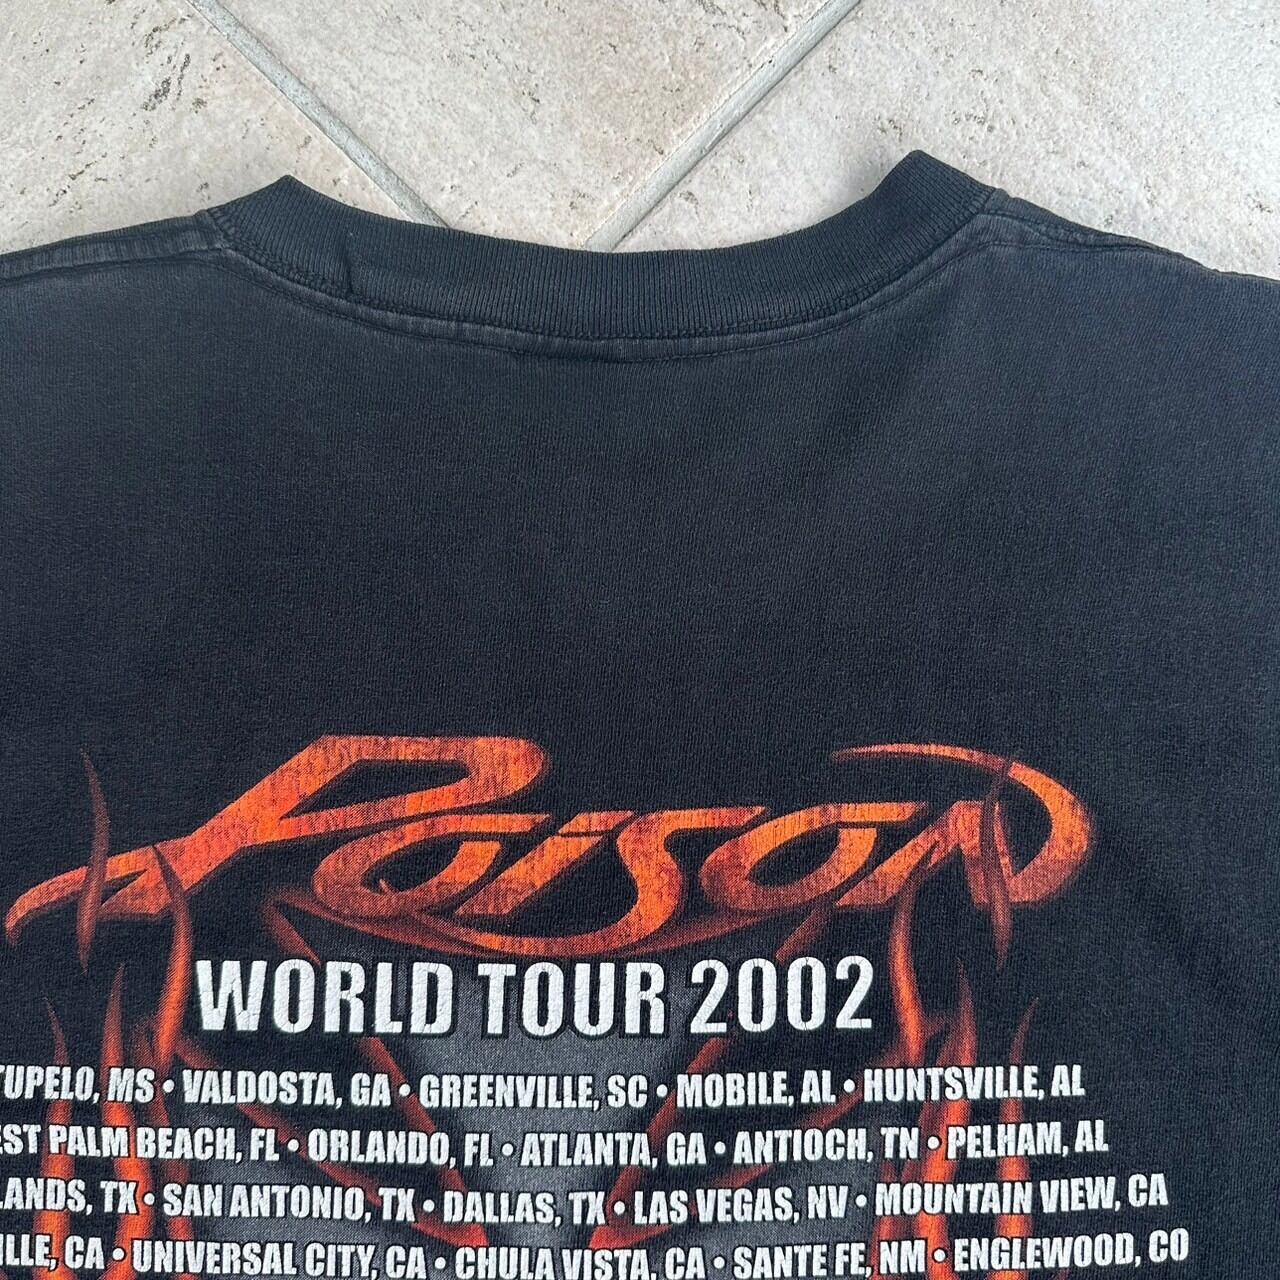 Poison
WORLD TOUR 2002
TUPELO, MS • VALDOSTA, GA • GREENVILLE, SC • MOBILE, AL • HUNTSVILLE, AL
PALM BEACH, FL • ORLANDO, FL • ATLANTA, GA • ANTIOCH, TN • PELHAM, AL
TX • SAN ANTONIO, TX • DALLAS, TX • LAS VEGAS, NV • MOUNTAIN VIEW, CA
CA • UNIVERSAL CITY, CA • CHULA VISTA, CA • SANTE FE, NM • ENGLEWOOD, CO